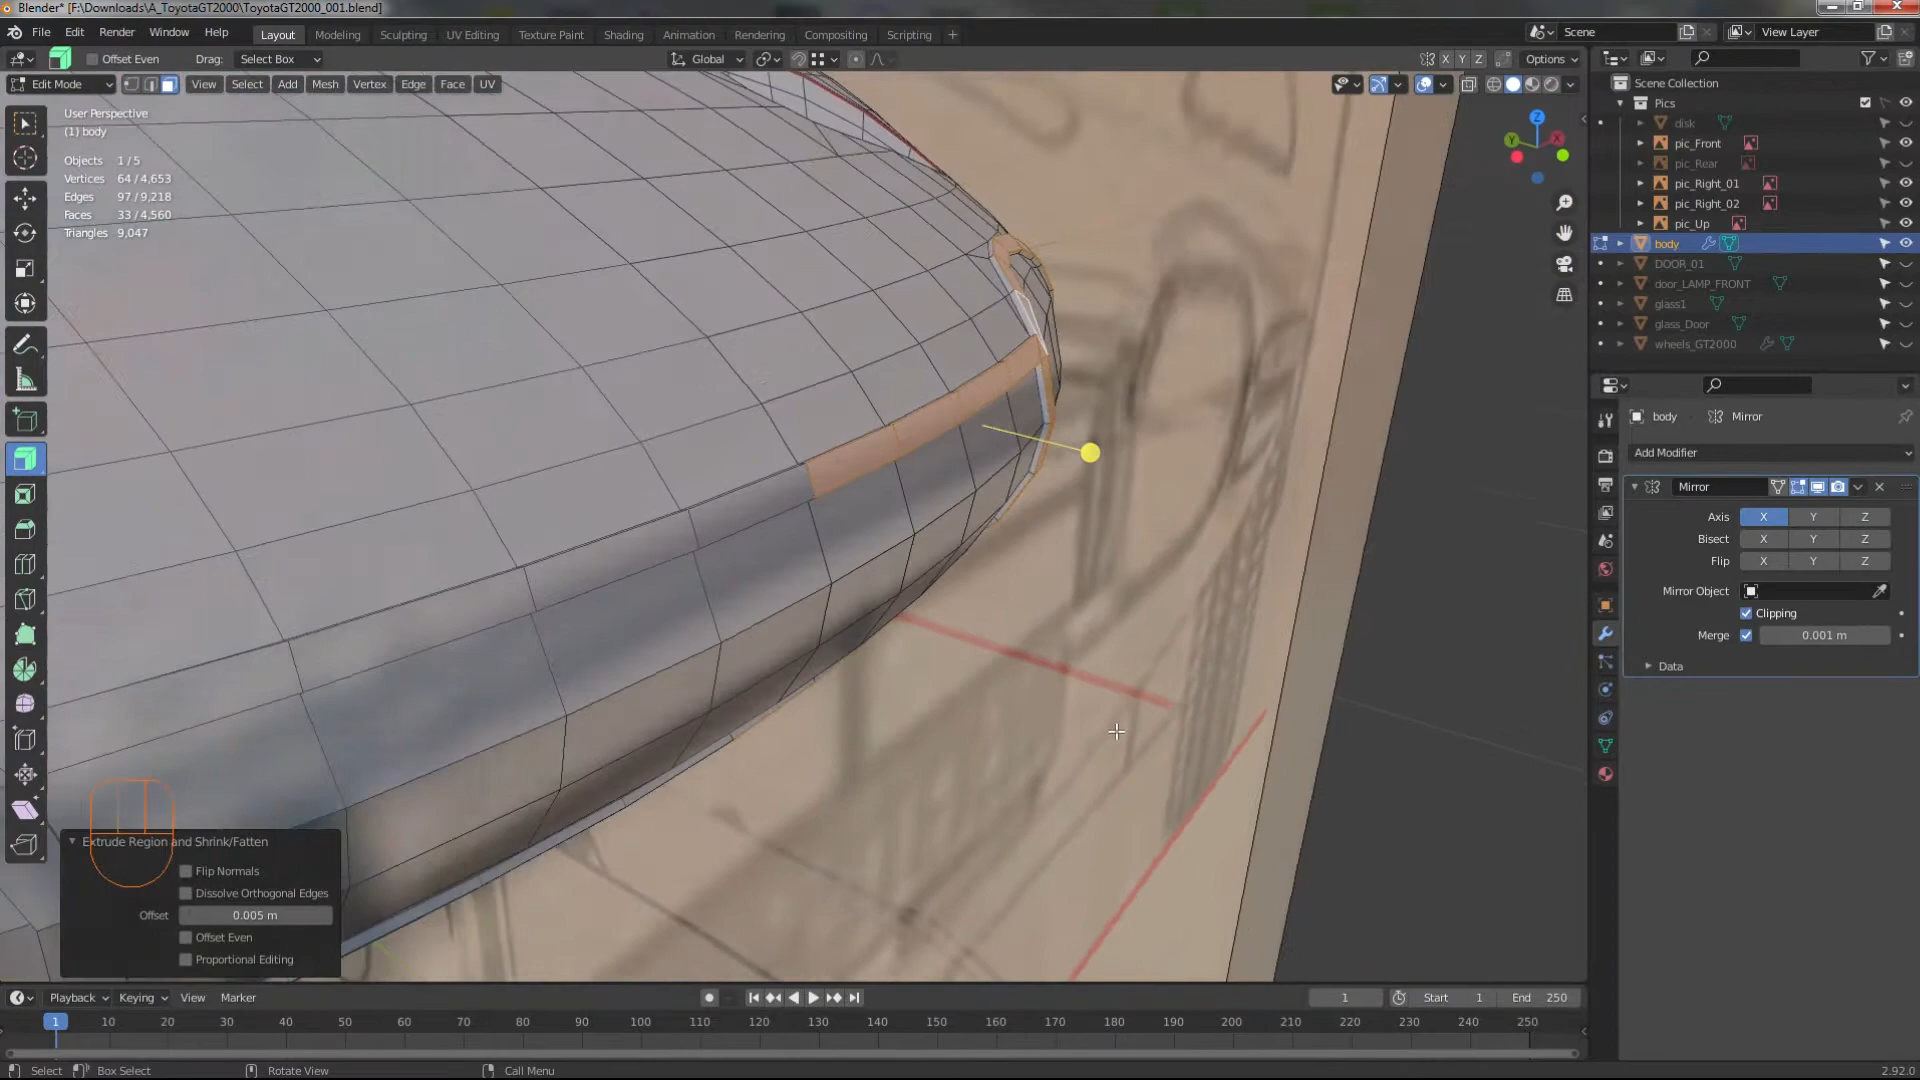 Blender* [F:\Downloads\A_ToyotaGT2000\ToyotaGT2000_001.blend]
File Edit Render Window Help Layout Modeling Sculpting UV Editing Texture Paint Shading Animation Rendering Compositing Scripting + Scene View Layer
Offset Even Drag: Select Box Global X Y Z Options
Edit Mode View Select Add Mesh Vertex Edge Face UV
User Perspective
(1) body
Objects 1 / 5
Vertices 64 / 4,653
Edges 97 / 9,218
Faces 33 / 4,560
Triangles 9,047
Z
Y
X
Scene Collection
Pics
disk
pic_Front
pic_Rear
pic_Right_01
pic_Right_02
pic_Up
body
DOOR_01
door_LAMP_FRONT
glass1
glass_Door
wheels_GT2000
body Mirror
Add Modifier
Mirror
Axis X Y Z
Bisect X Y Z
Flip X Y Z
Mirror Object
Clipping
Merge 0.001 m
Data
Extrude Region and Shrink/Fatten
Flip Normals
Dissolve Orthogonal Edges
Offset 0.005 m
Offset Even
Proportional Editing
Playback Keying View Marker 1 Start 1 End 250
1 10 20 30 40 50 60 70 80 90 100 110 120 130 140 150 160 170 180 190 200 210 220 230 240 250
Select Box Select Rotate View Call Menu 2.92.0